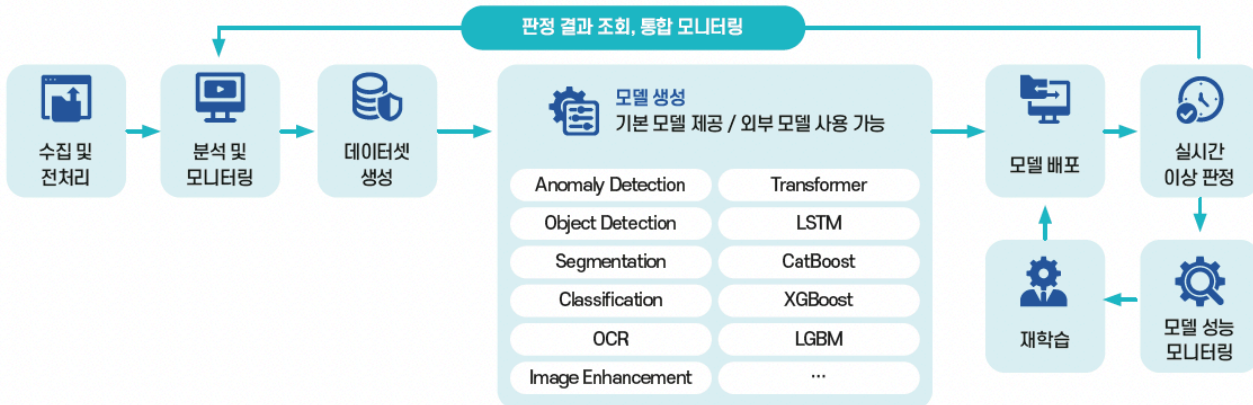 판정 결과 조회, 통합 모니터링
수집 및
전처리
분석 및
모니터링
데이터셋
생성
모델 생성
기본 모델 제공 / 외부 모델 사용 가능
Anomaly Detection
Transformer
Object Detection
LSTM
Segmentation
CatBoost
Classification
XGBoost
OCR
LGBM
Image Enhancement
...
모델 배포
실시간
이상 판정
재학습
모델 성능
모니터링